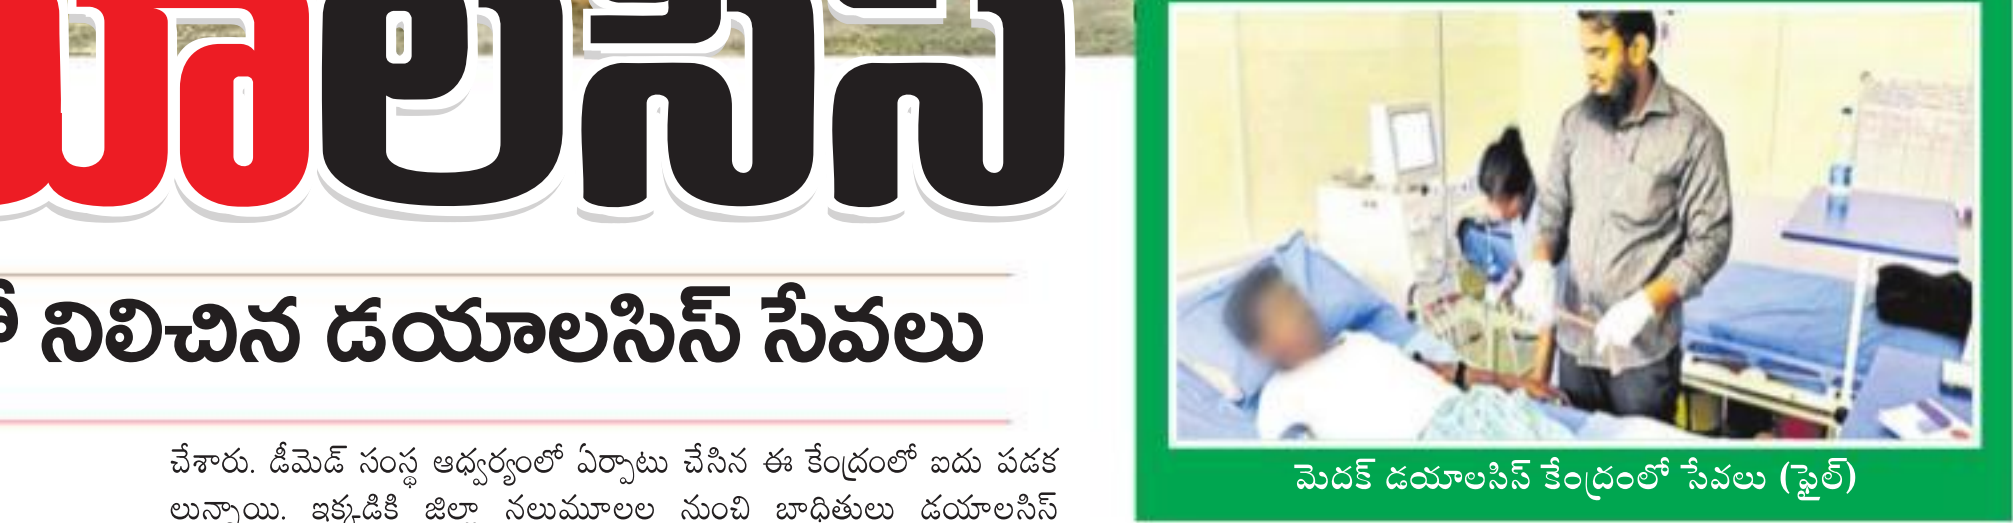 నిలిచిన డయాలసిస్ సేవలు
చేశారు. డీమెడ్ సంస్థ ఆధ్వర్యంలో ఏర్పాటు చేసిన ఈ కేంద్రంలో ఐదు పడక
లున్నాయి. ఇక్కడికి జిల్లా నలుమూలల నుంచి బాధితులు డయాలసిస్
మెదక్ డయాలసిస్ కేంద్రంలో సేవలు (ఫైల్)